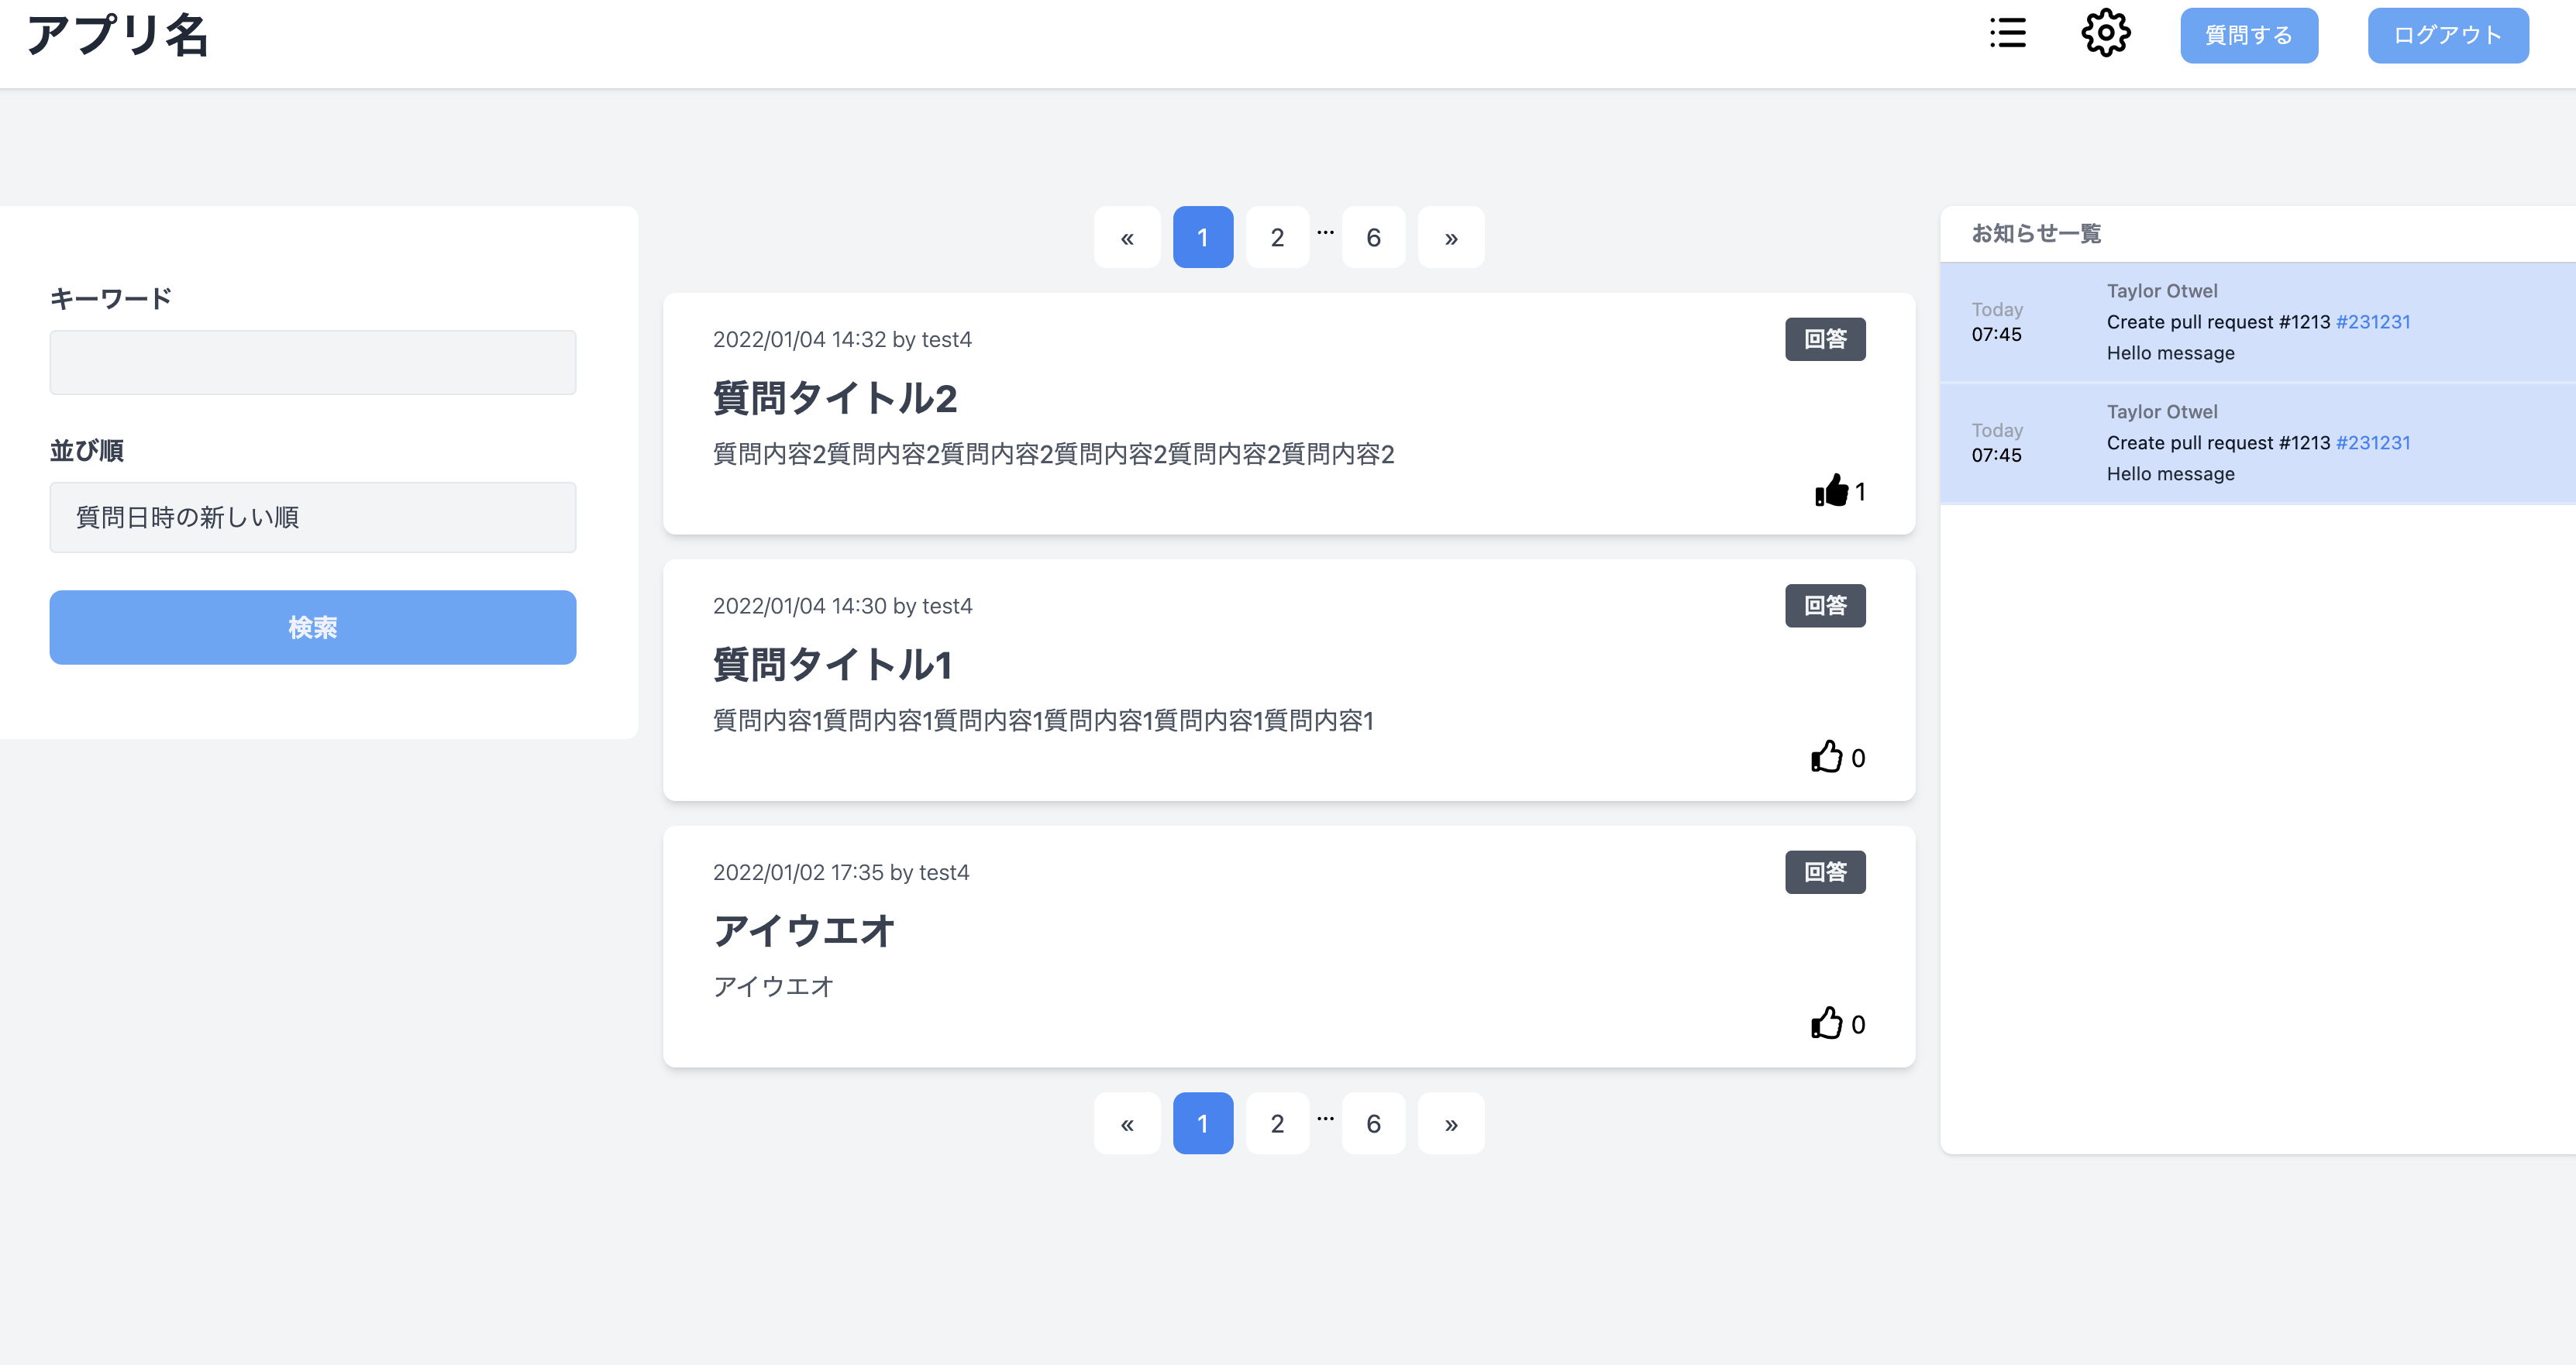 アプリ名
質問する
ログアウト
キーワード
並び順
質問日時の新しい順
検索
« 1 2 ... 6 »
2022/01/04 14:32 by test4
回答
質問タイトル2
質問内容2質問内容2質問内容2質問内容2質問内容2質問内容2
1
2022/01/04 14:30 by test4
回答
質問タイトル1
質問内容1質問内容1質問内容1質問内容1質問内容1質問内容1
0
2022/01/02 17:35 by test4
回答
アイウエオ
アイウエオ
0
« 1 2 ... 6 »
お知らせ一覧
Today
07:45
Taylor Otwel
Create pull request #1213 #231231
Hello message
Today
07:45
Taylor Otwel
Create pull request #1213 #231231
Hello message